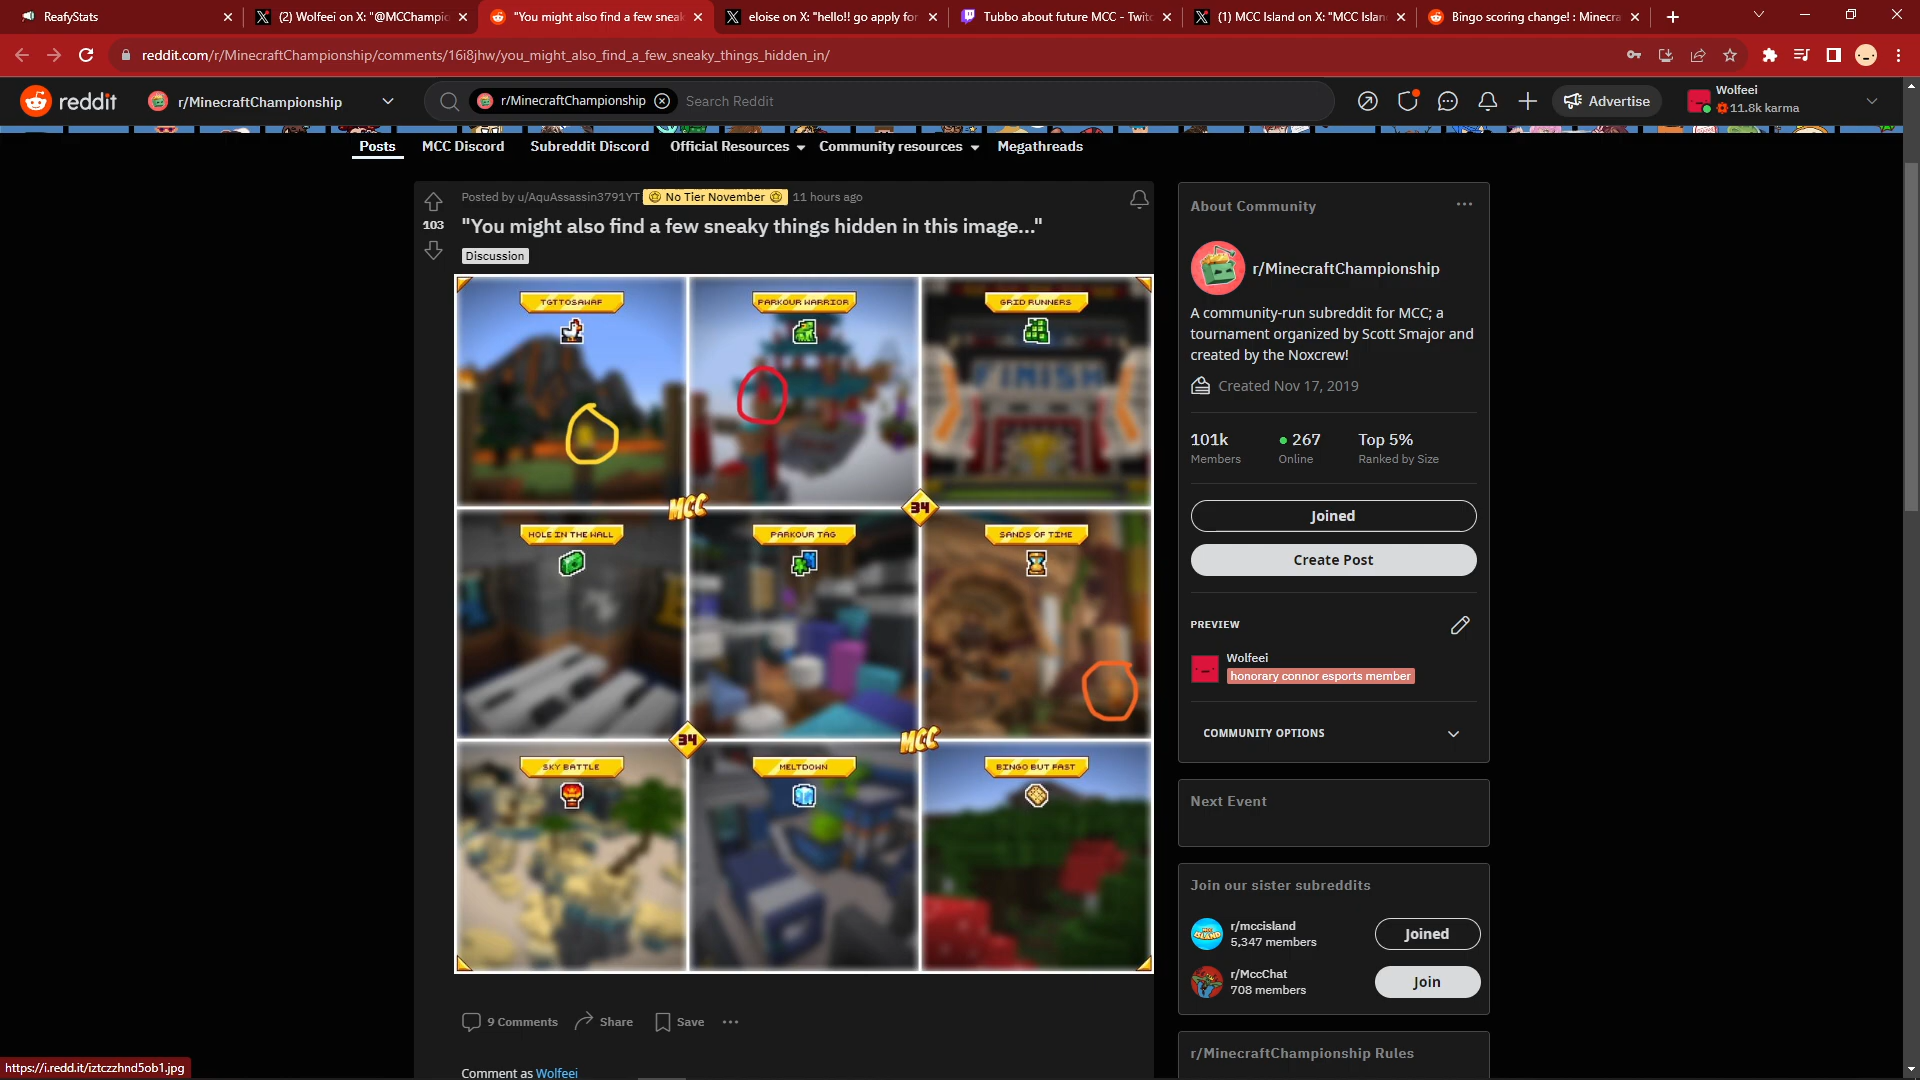 ReafyStats
(2) Wolfeei on X: "@MCChampio
"You might also find a few sneak
eloise on X: "hello!! go apply for
Tubbo about future MCC - Twitc
(1) MCC Island on X: "MCC Islan
Bingo scoring change! : Minecra
reddit.com/r/MinecraftChampionship/comments/16i8jhw/you_might_also_find_a_few_sneaky_things_hidden_in/
reddit
r/MinecraftChampionship
r/MinecraftChampionship
Search Reddit
Advertise
Wolfeei
11.8k karma
Posts
MCC Discord
Subreddit Discord
Official Resources
Community resources
Megathreads
Posted by u/AquAssassin3791YT
No Tier November
11 hours ago
103
"You might also find a few sneaky things hidden in this image..."
Discussion
TGTTOSAWAF
PARKOUR WARRIOR
GRID RUNNERS
FINISH
MCC
34
HOLE IN THE WALL
PARKOUR TAG
SANDS OF TIME
34
MCC
SKY BATTLE
MELTDOWN
BINGO BUT FAST
9 Comments
Share
Save
Comment as Wolfeei
About Community
r/MinecraftChampionship
A community-run subreddit for MCC; a
tournament organized by Scott Smajor and
created by the Noxcrew!
Created Nov 17, 2019
101k
267
Top 5%
Members
Online
Ranked by Size
Joined
Create Post
PREVIEW
Wolfeei
honorary connor esports member
COMMUNITY OPTIONS
Next Event
Join our sister subreddits
r/mccisland
5,347 members
Joined
r/MccChat
708 members
Join
r/MinecraftChampionship Rules
https://i.redd.it/iztczzhnd5ob1.jpg